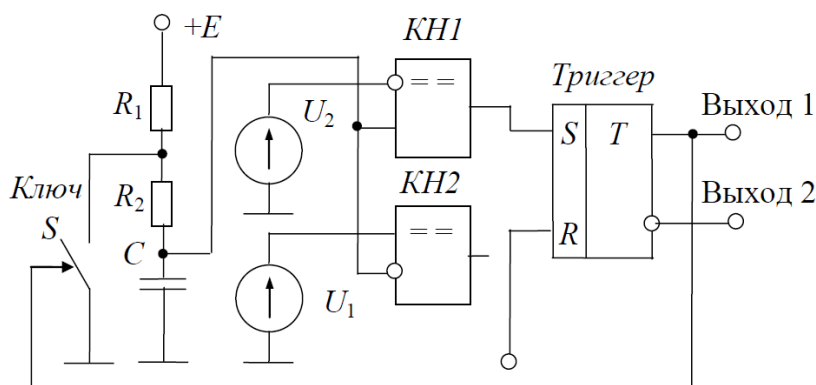 +E
КН1
R₁
U₂
= =
Триггер
Выход 1
S T
Ключ
S
R₂
C
КН2
= =
R
Выход 2
U₁